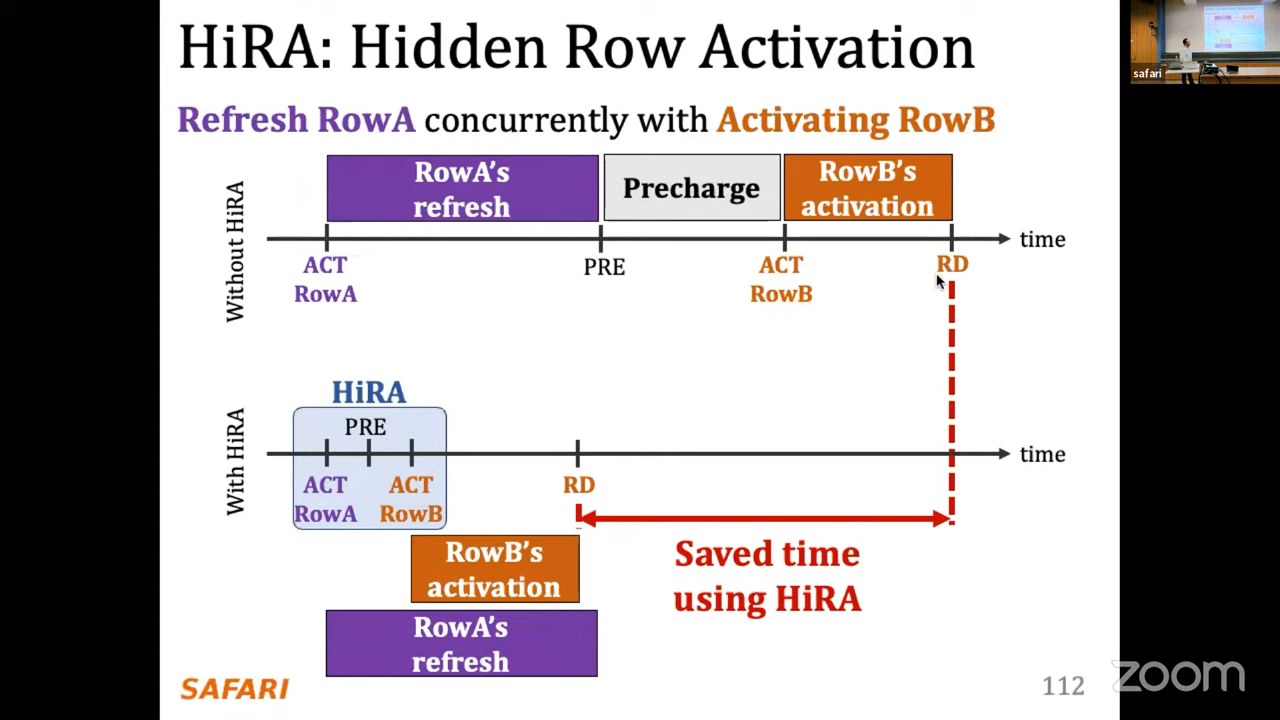 HiRA: Hidden Row Activation
safari
Refresh RowA concurrently with Activating RowB
Without HiRA
RowA's
refresh
Precharge
RowB's
activation
time
ACT
RowA
PRE
ACT
RowB
RD
With HiRA
HiRA
PRE
time
ACT
RowA
ACT
RowB
RD
RowB's
activation
Saved time
using HiRA
RowA's
refresh
SAFARI
112
zoom